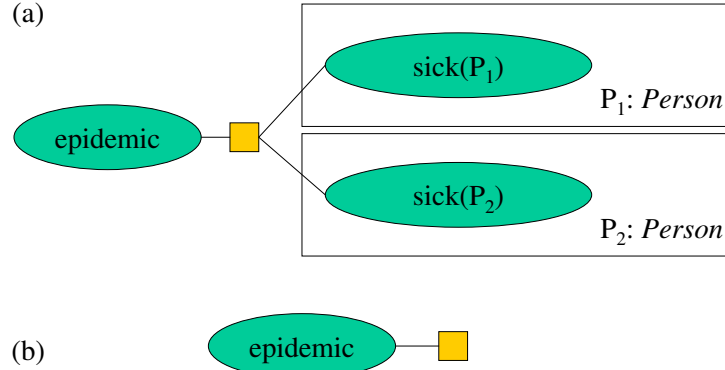 (a)
sick(P₁)
P₁: Person
epidemic
sick(P₂)
P₂: Person
(b)
epidemic